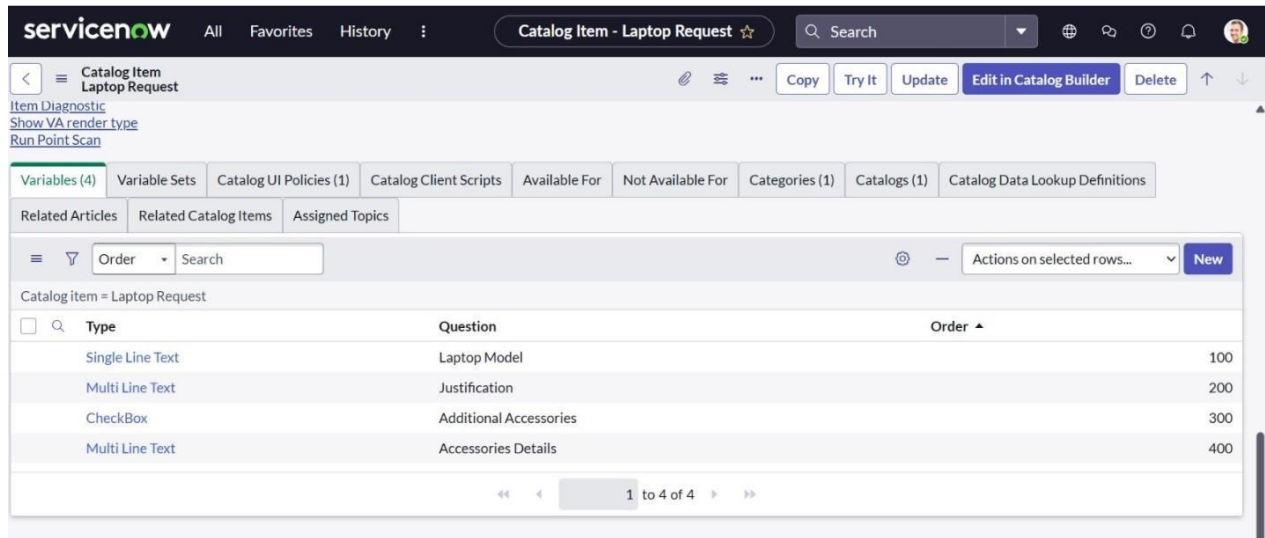 servicenow All Favorites History Catalog Item - Laptop Request Search
Catalog Item
Laptop Request
Copy Try It Update Edit in Catalog Builder Delete
Item Diagnostic
Show VA render type
Run Point Scan
Variables (4) Variable Sets Catalog UI Policies (1) Catalog Client Scripts Available For Not Available For Categories (1) Catalogs (1) Catalog Data Lookup Definitions
Related Articles Related Catalog Items Assigned Topics
Order Search Actions on selected rows... New
Catalog item = Laptop Request
Type Question Order
Single Line Text Laptop Model 100
Multi Line Text Justification 200
CheckBox Additional Accessories 300
Multi Line Text Accessories Details 400
1 to 4 of 4